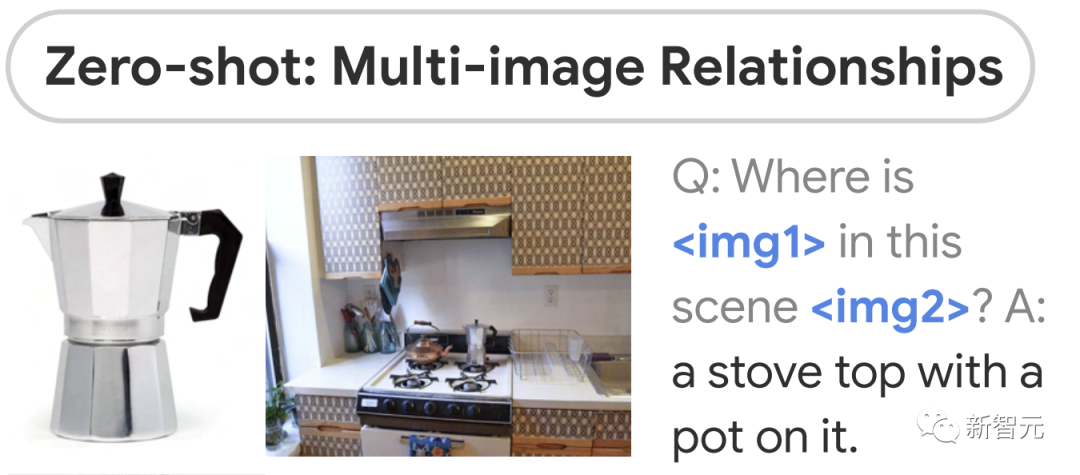 Zero-shot: Multi-image Relationships
Q: Where is
<img1> in this
scene <img2>? A:
a stove top with a
pot on it.
新智元